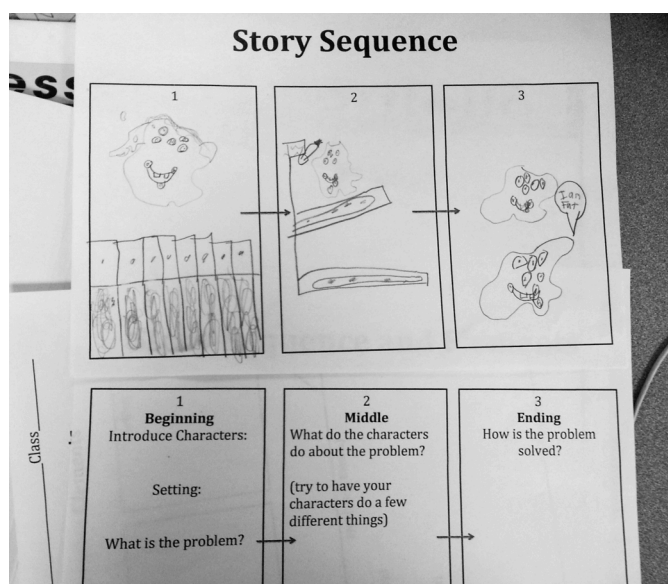 ess
Story Sequence
1
2
3
I am
Fat
1
Beginning
Introduce Characters:
Setting:
What is the problem?
2
Middle
What do the characters
do about the problem?
(try to have your
characters do a few
different things)
3
Ending
How is the problem
solved?
Class